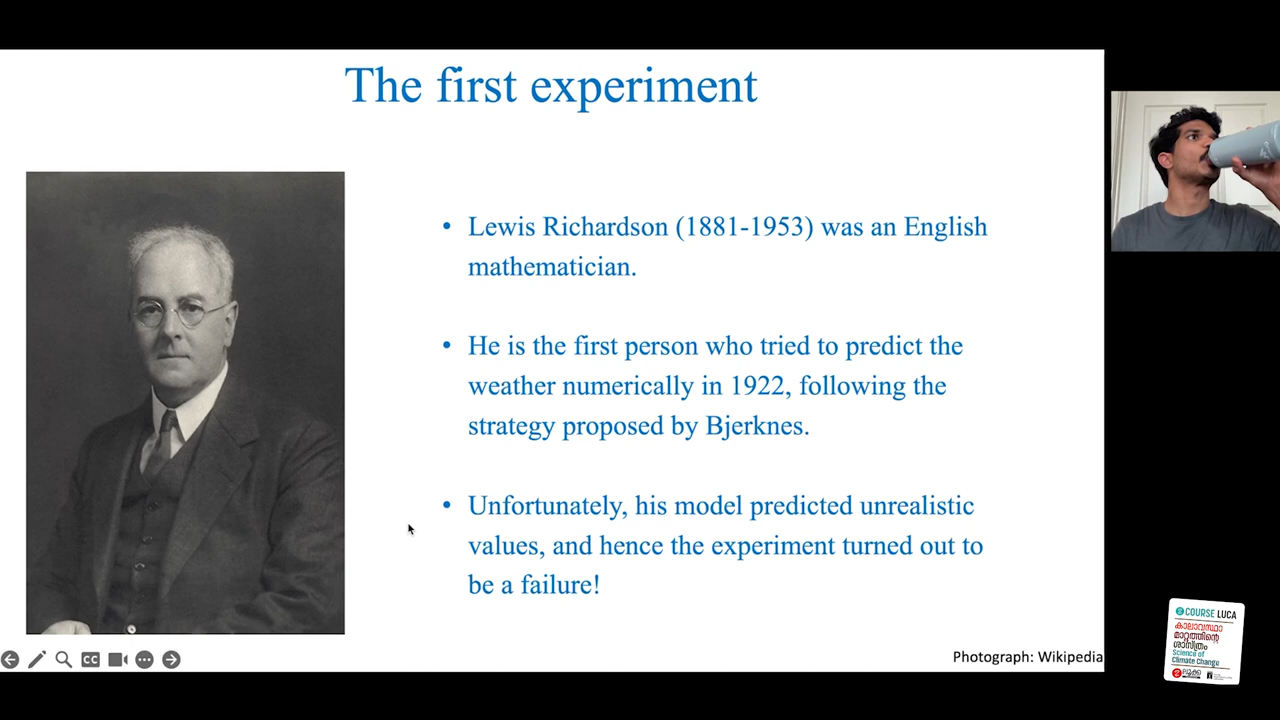 The first experiment
• Lewis Richardson (1881-1953) was an English
mathematician.
• He is the first person who tried to predict the
weather numerically in 1922, following the
strategy proposed by Bjerknes.
• Unfortunately, his model predicted unrealistic
values, and hence the experiment turned out to
be a failure!
CC
Photograph: Wikipedia
COURSE LUCA
കാലാവസ്ഥാ
മാറ്റത്തിന്റെ
ശാസ്ത്രം
Science of
Climate Change
ലൂക്ക